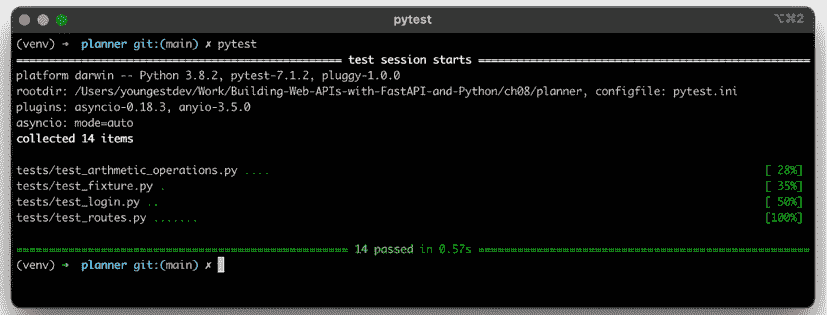 pytest
⌥⌘2
(venv) → planner git:(main) ✗ pytest
============================ test session starts ============================
platform darwin -- Python 3.8.2, pytest-7.1.2, pluggy-1.0.0
rootdir: /Users/youngestdev/Work/Building-Web-APIs-with-FastAPI-and-Python/ch08/planner, configfile: pytest.ini
plugins: asyncio-0.18.3, anyio-3.5.0
asyncio: mode=auto
collected 14 items
tests/test_arthmetic_operations.py .... [ 28%]
tests/test_fixture.py . [ 35%]
tests/test_login.py .. [ 50%]
tests/test_routes.py ....... [100%]
============================ 14 passed in 0.57s ============================
(venv) → planner git:(main) ✗